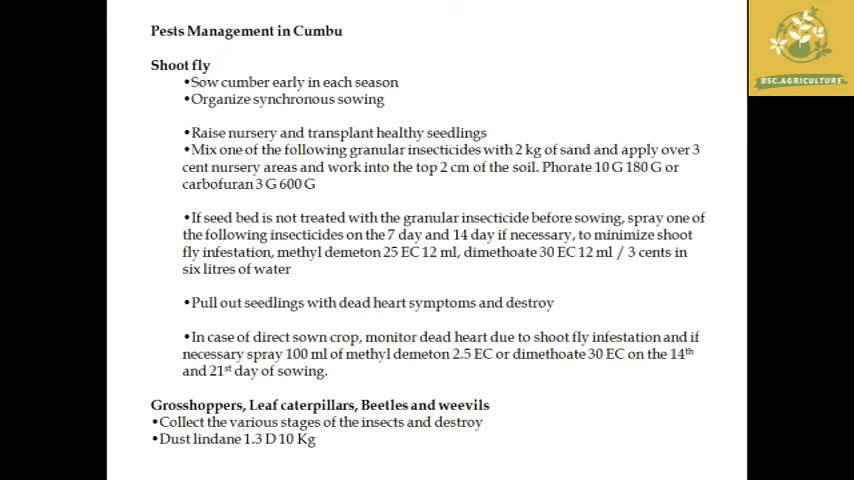 Pests Management in Cumbu
Shoot fly
•Sow cumber early in each season
•Organize synchronous sowing
•Raise nursery and transplant healthy seedlings
•Mix one of the following granular insecticides with 2 kg of sand and apply over 3
cent nursery areas and work into the top 2 cm of the soil. Phorate 10 G 180 G or
carbofuran 3 G 600 G
•If seed bed is not treated with the granular insecticide before sowing, spray one of
the following insecticides on the 7 day and 14 day if necessary, to minimize shoot
fly infestation, methyl demeton 25 EC 12 ml, dimethoate 30 EC 12 ml / 3 cents in
six litres of water
•Pull out seedlings with dead heart symptoms and destroy
•In case of direct sown crop, monitor dead heart due to shoot fly infestation and if
necessary spray 100 ml of methyl demeton 2.5 EC or dimethoate 30 EC on the 14th
and 21st day of sowing.
Grosshoppers, Leaf caterpillars, Beetles and weevils
•Collect the various stages of the insects and destroy
•Dust lindane 1.3 D 10 Kg
BSC.AGRICULTURE